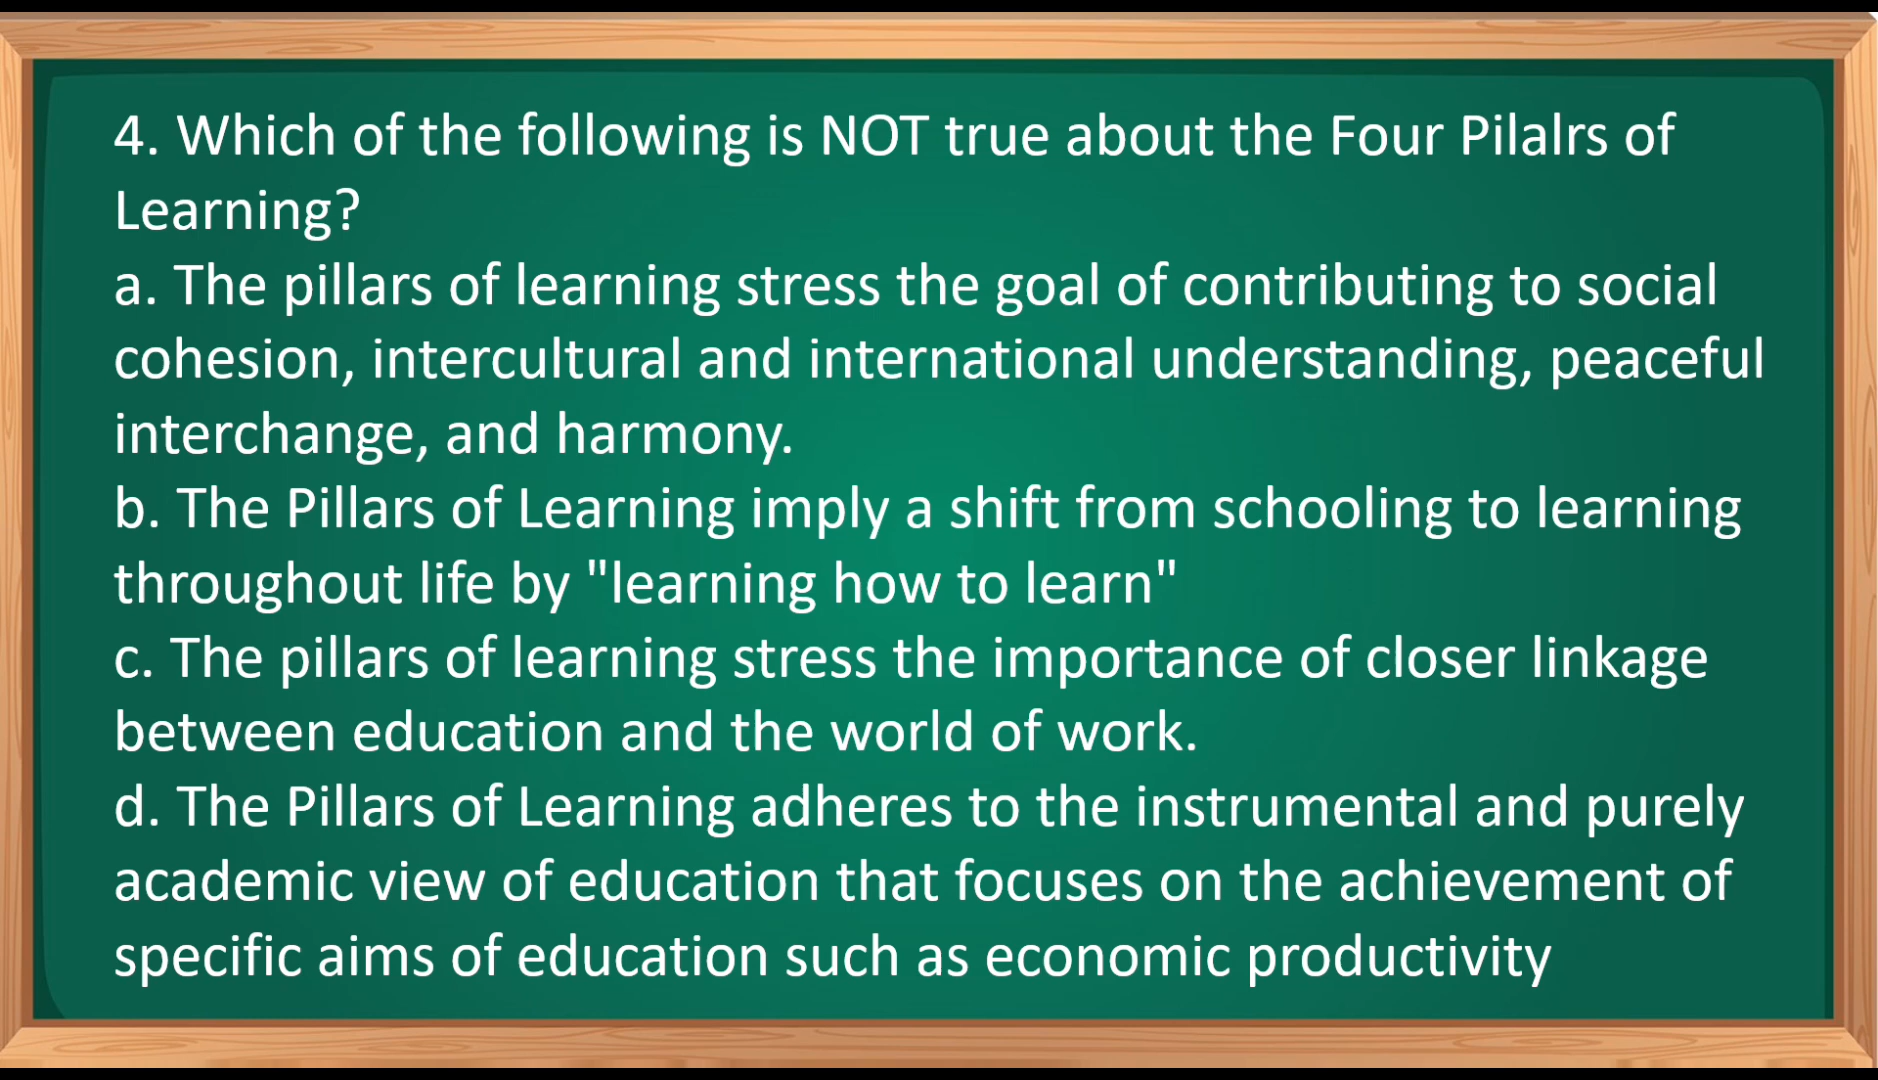 4. Which of the following is NOT true about the Four Pilalrs of
Learning?
a. The pillars of learning stress the goal of contributing to social
cohesion, intercultural and international understanding, peaceful
interchange, and harmony.
b. The Pillars of Learning imply a shift from schooling to learning
throughout life by "learning how to learn"
c. The pillars of learning stress the importance of closer linkage
between education and the world of work.
d. The Pillars of Learning adheres to the instrumental and purely
academic view of education that focuses on the achievement of
specific aims of education such as economic productivity